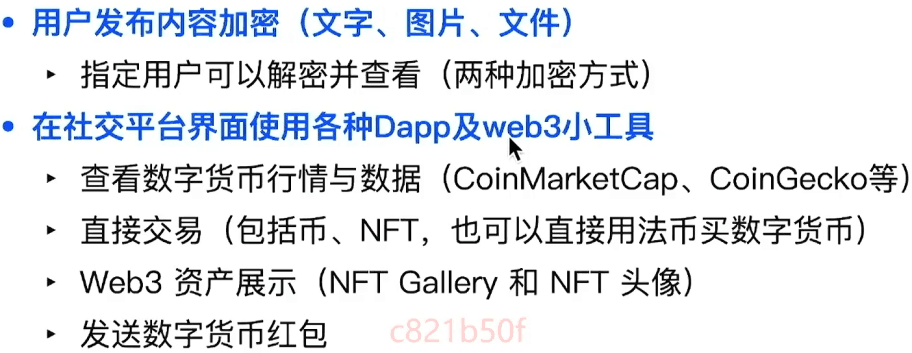 • 用户发布内容加密（文字、图片、文件）
‣ 指定用户可以解密并查看（两种加密方式）
• 在社交平台界面使用各种Dapp及web3小工具
‣ 查看数字货币行情与数据（CoinMarketCap、CoinGecko等）
‣ 直接交易（包括币、NFT，也可以直接用法币买数字货币）
‣ Web3 资产展示（NFT Gallery 和 NFT 头像）
‣ 发送数字货币红包
c821b50f